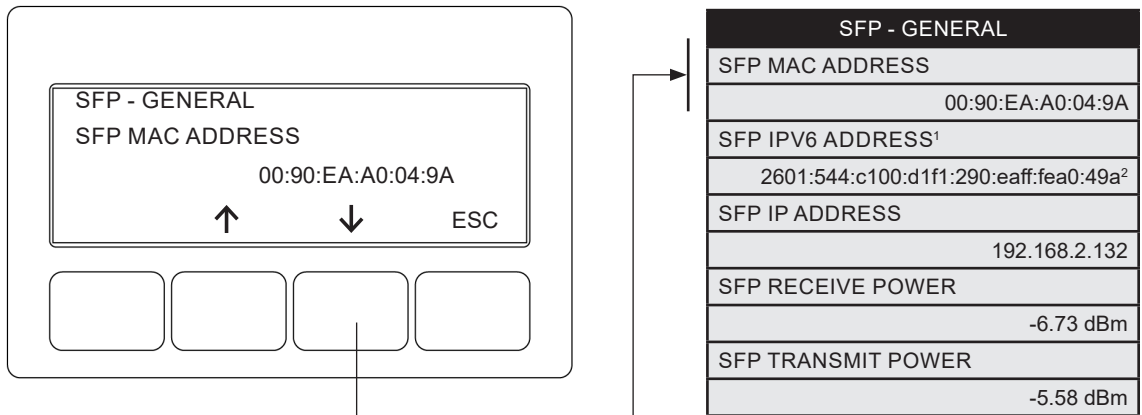 SFP - GENERAL
SFP MAC ADDRESS
00:90:EA:A0:04:9A
↑ ↓ ESC
SFP - GENERAL
SFP MAC ADDRESS
00:90:EA:A0:04:9A
SFP IPV6 ADDRESS¹
2601:544:c100:d1f1:290:eaff:fea0:49a²
SFP IP ADDRESS
192.168.2.132
SFP RECEIVE POWER
-6.73 dBm
SFP TRANSMIT POWER
-5.58 dBm